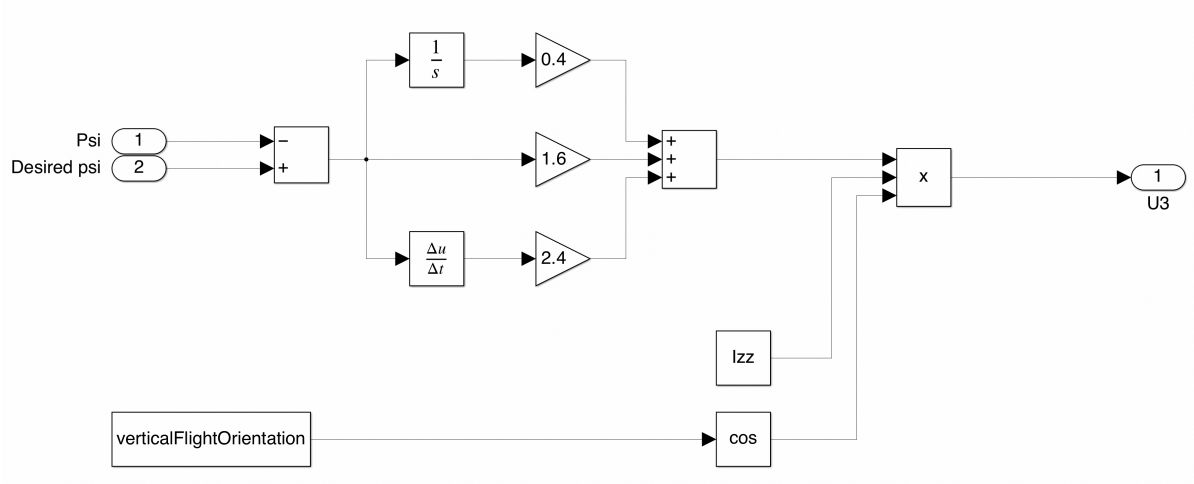 1
s
0.4
Psi
1
−
+
Desired psi
2
1.6
+
+
+
x
1
U3
Δu
Δt
2.4
Izz
verticalFlightOrientation
cos